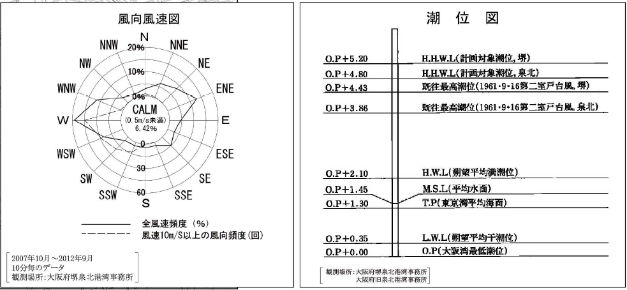 風向風速図
N
NNW
NNE
NW
NE
WNW
ENE
W
E
WSW
ESE
SW
SE
SSW
SSE
S
20%
10%
0%
CALM
(0.5m/s未満)
6.42%
0
30
60
全風速頻度 (%)
風速10m/S以上の風向頻度(回)
2007年10月～2012年9月
10分毎のデータ
観測場所:大阪府堺泉北港湾事務所
潮 位 図
O.P+5.20 H.H.W.L(計画対象潮位, 堺)
O.P+4.80 H.H.W.L(計画対象潮位, 泉北)
O.P+4.43 既往最高潮位(1961･9･16第二室戸台風, 堺)
O.P+3.86 既往最高潮位(1961･9･16第二室戸台風, 泉北)
O.P+2.10 H.W.L(朔望平均満潮位)
O.P+1.45 M.S.L(平均水面)
O.P+1.30 T.P(東京湾平均海面)
O.P+0.35 L.W.L(朔望平均干潮位)
O.P+0.00 O.P(大阪湾最低潮位)
観測場所:大阪府堺泉北港湾事務所
大阪府旧泉北港湾事務所